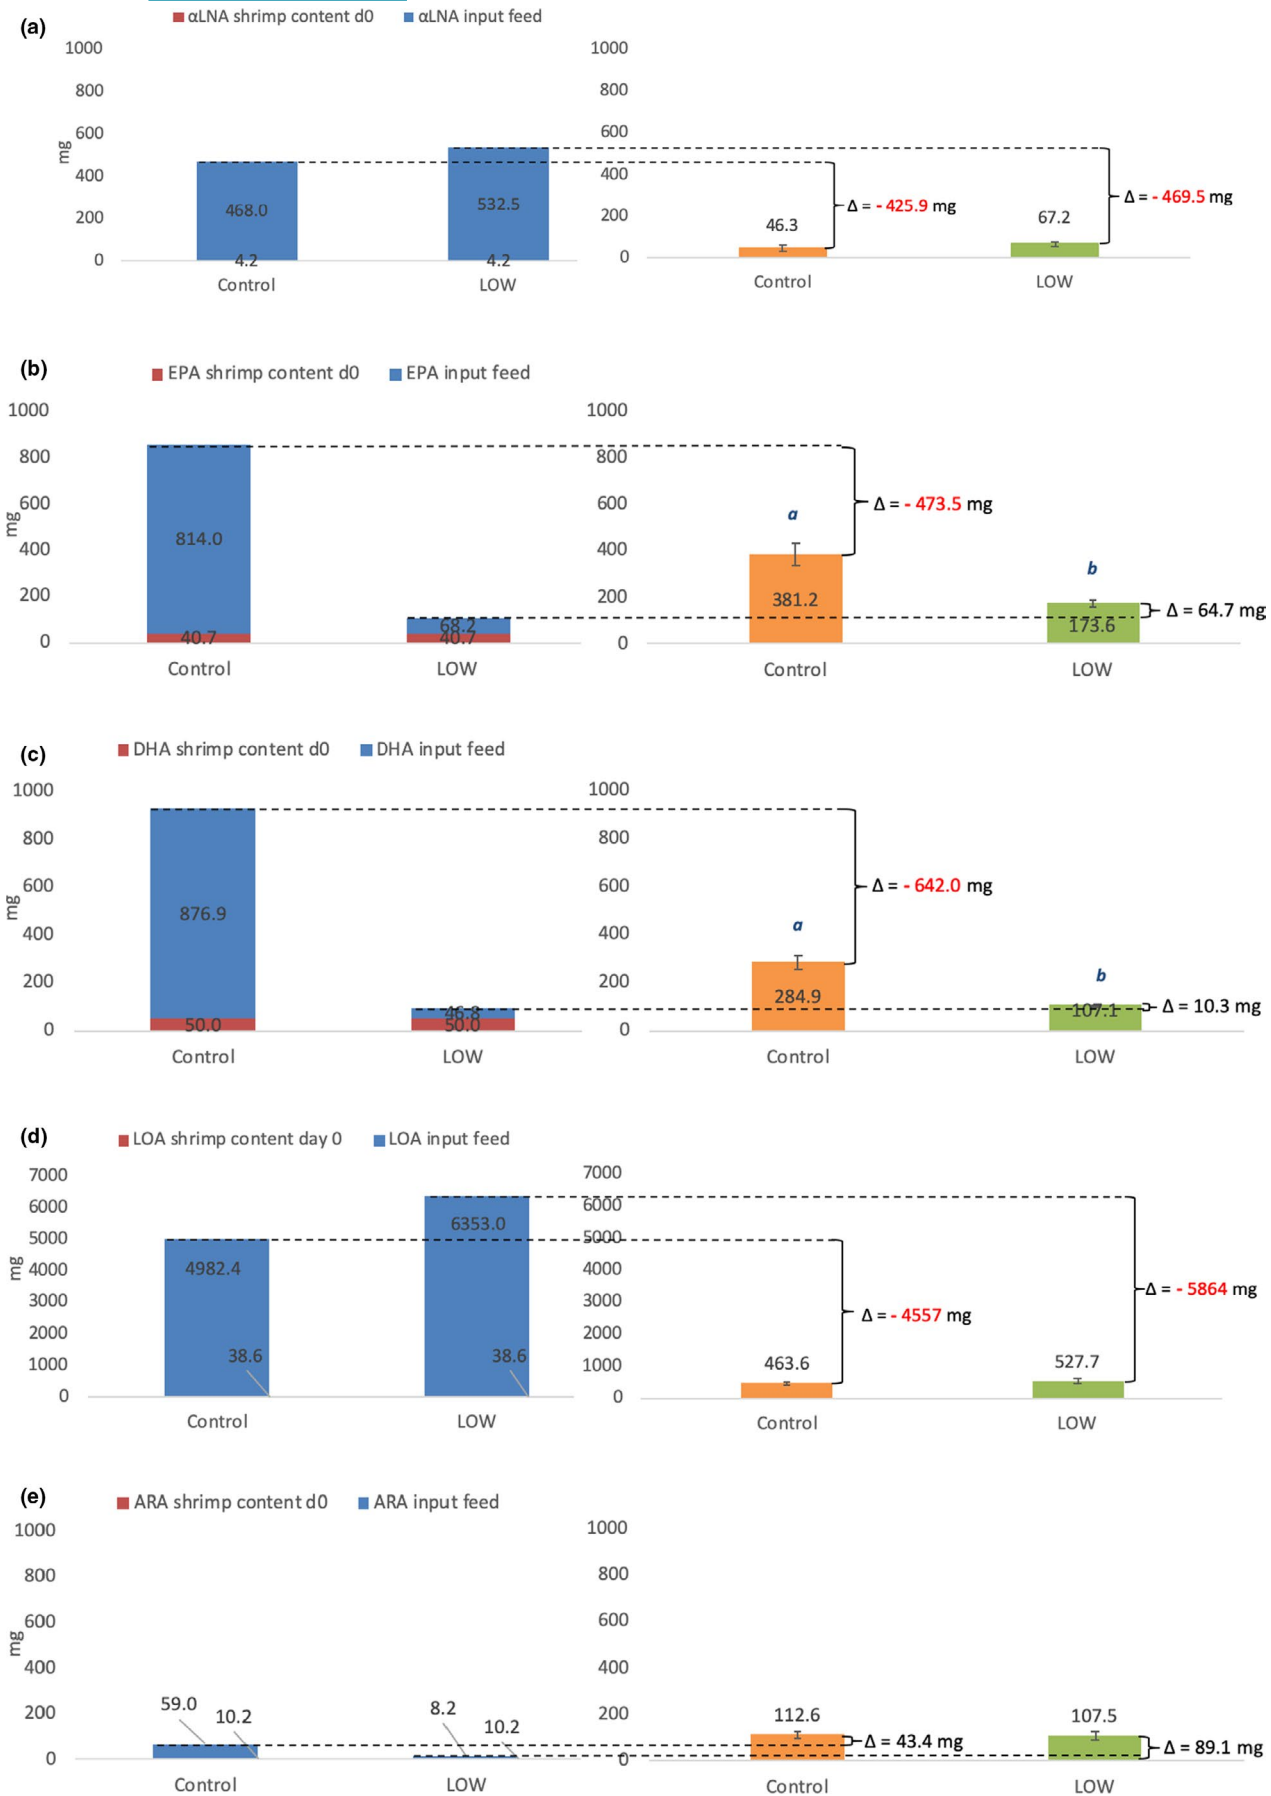 (a)
αLNA shrimp content d0 αLNA input feed
1000 1000
800 800
600 600
400 400
200 200
0 0
mg
468.0 532.5
4.2 4.2
46.3 67.2
Δ = - 425.9 mg
Δ = - 469.5 mg
Control LOW Control LOW
(b)
EPA shrimp content d0 EPA input feed
1000 1000
800 800
600 600
400 400
200 200
0 0
mg
814.0 68.2
40.7 40.7
a
381.2
b
173.6
Δ = - 473.5 mg
Δ = 64.7 mg
Control LOW Control LOW
(c)
DHA shrimp content d0 DHA input feed
1000 1000
800 800
600 600
400 400
200 200
0 0
mg
876.9 46.8
50.0 50.0
a
284.9
b
107.1
Δ = - 642.0 mg
Δ = 10.3 mg
Control LOW Control LOW
(d)
LOA shrimp content day 0 LOA input feed
7000 7000
6000 6000
5000 5000
4000 4000
3000 3000
2000 2000
1000 1000
0 0
mg
4982.4 6353.0
38.6 38.6
463.6 527.7
Δ = - 4557 mg
Δ = - 5864 mg
Control LOW Control LOW
(e)
ARA shrimp content d0 ARA input feed
1000 1000
800 800
600 600
400 400
200 200
0 0
mg
59.0 10.2 8.2 10.2
112.6 107.5
Δ = 43.4 mg
Δ = 89.1 mg
Control LOW Control LOW